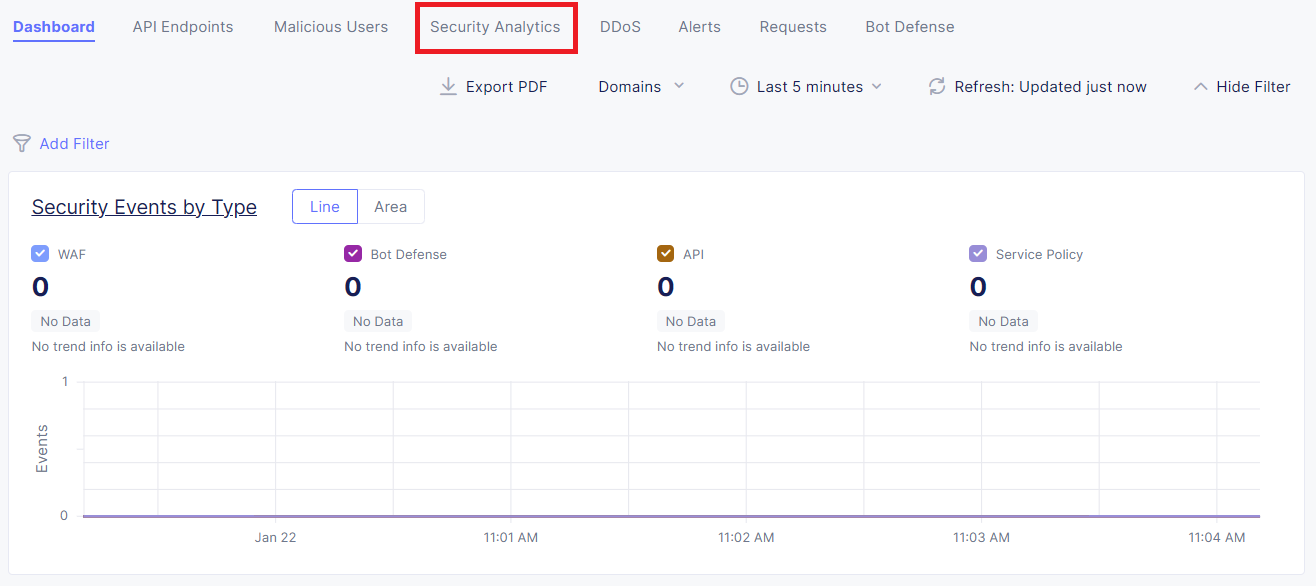 Dashboard API Endpoints Malicious Users Security Analytics DDoS Alerts Requests Bot Defense
Export PDF Domains Last 5 minutes Refresh: Updated just now Hide Filter
Add Filter
Security Events by Type Line Area
WAF Bot Defense API Service Policy
0 0 0 0
No Data No Data No Data No Data
No trend info is available No trend info is available No trend info is available No trend info is available
1
Events
0
Jan 22 11:01 AM 11:02 AM 11:03 AM 11:04 AM